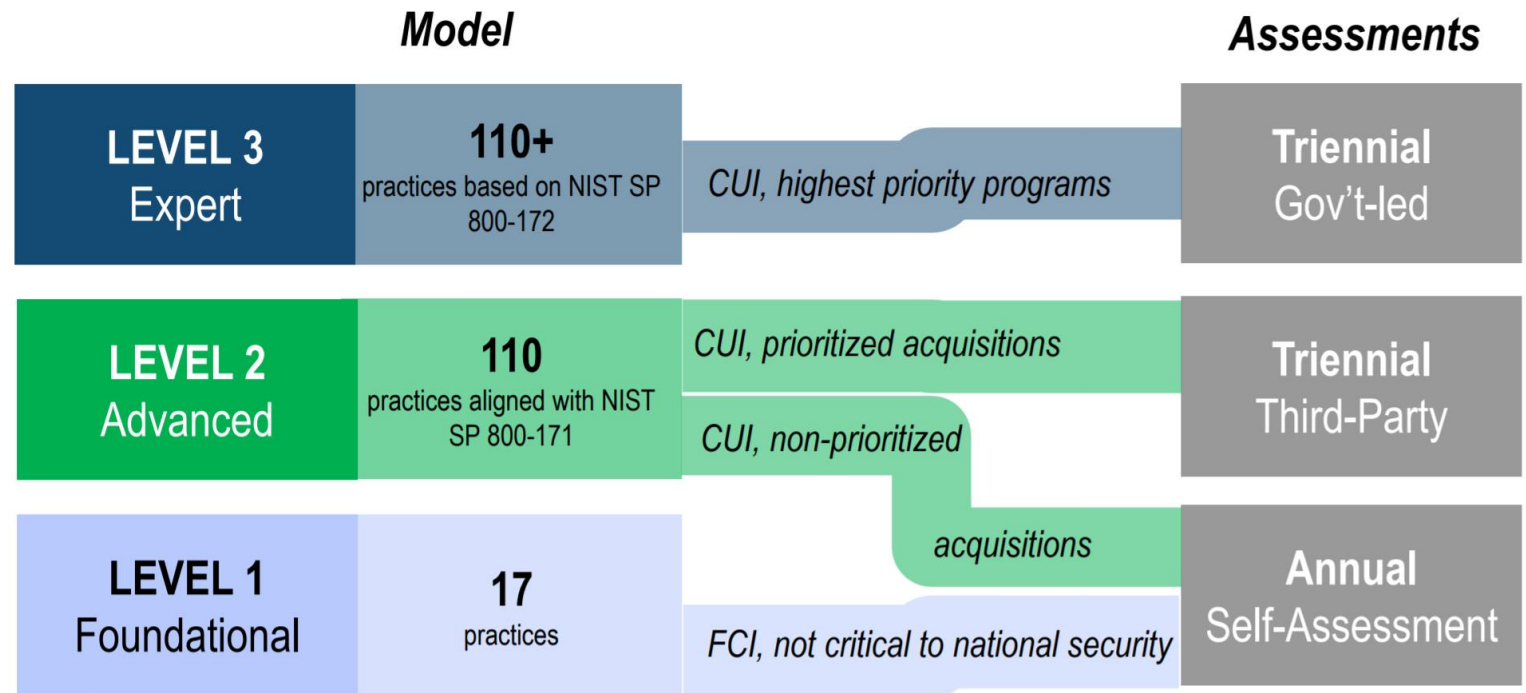 Model
Assessments
LEVEL 3
Expert
110+
practices based on NIST SP
800-172
CUI, highest priority programs
Triennial
Gov't-led
LEVEL 2
Advanced
110
practices aligned with NIST
SP 800-171
CUI, prioritized acquisitions
CUI, non-prioritized
acquisitions
Triennial
Third-Party
LEVEL 1
Foundational
17
practices
FCI, not critical to national security
Annual
Self-Assessment